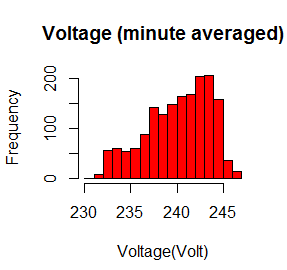 Voltage (minute averaged)
Frequency
200
100
0
230 235 240 245
Voltage(Volt)